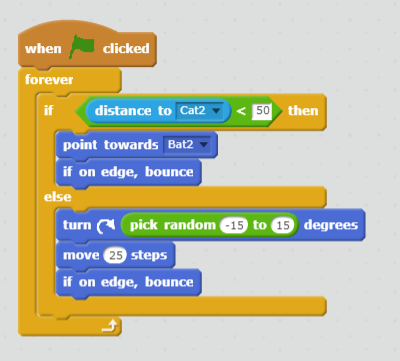 when clicked
forever
if distance to Cat2 < 50 then
point towards Bat2
if on edge, bounce
else
turn pick random -15 to 15 degrees
move 25 steps
if on edge, bounce